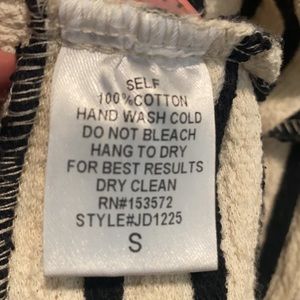 SELF
100%COTTON
HAND WASH COLD
DO NOT BLEACH
HANG TO DRY
FOR BEST RESULTS
DRY CLEAN
RN#153572
STYLE#JD1225
S